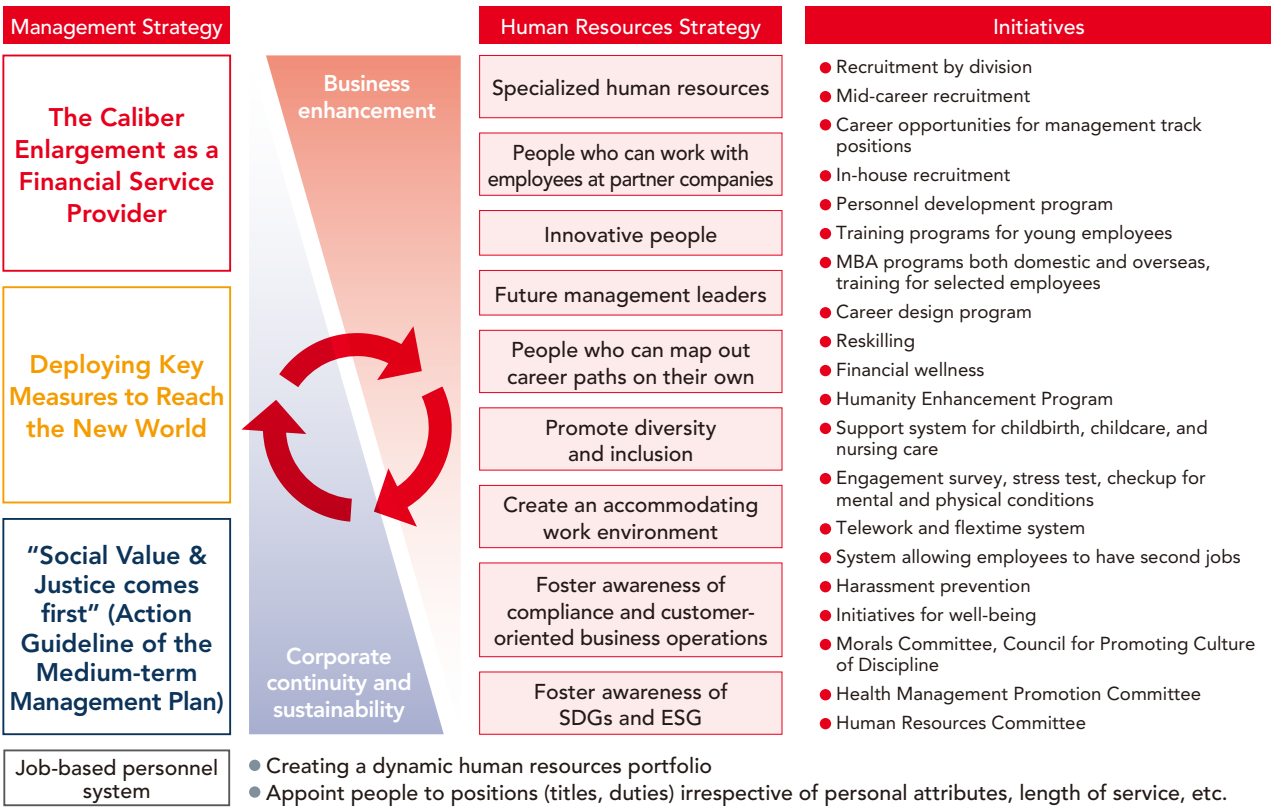 Management Strategy
The Caliber
Enlargement as a
Financial Service
Provider
Deploying Key
Measures to Reach
the New World
"Social Value &
Justice comes
first" (Action
Guideline of the
Medium-term
Management Plan)
Business
enhancement
Corporate
continuity and
sustainability
Human Resources Strategy
Specialized human resources
People who can work with
employees at partner companies
Innovative people
Future management leaders
People who can map out
career paths on their own
Promote diversity
and inclusion
Create an accommodating
work environment
Foster awareness of
compliance and customer-
oriented business operations
Foster awareness of
SDGs and ESG
Initiatives
● Recruitment by division
● Mid-career recruitment
● Career opportunities for management track
positions
● In-house recruitment
● Personnel development program
● Training programs for young employees
● MBA programs both domestic and overseas,
training for selected employees
● Career design program
● Reskilling
● Financial wellness
● Humanity Enhancement Program
● Support system for childbirth, childcare, and
nursing care
● Engagement survey, stress test, checkup for
mental and physical conditions
● Telework and flextime system
● System allowing employees to have second jobs
● Harassment prevention
● Initiatives for well-being
● Morals Committee, Council for Promoting Culture
of Discipline
● Health Management Promotion Committee
● Human Resources Committee
Job-based personnel
system
● Creating a dynamic human resources portfolio
● Appoint people to positions (titles, duties) irrespective of personal attributes, length of service, etc.